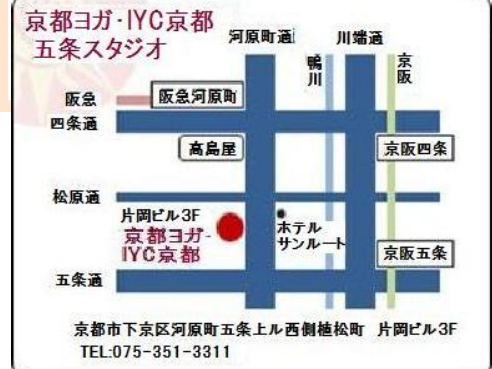 京都ヨガ・IYC京都
五条スタジオ
河原町通
川端通
鴨川
京阪
阪急
阪急河原町
四条通
高島屋
京阪四条
松原通
片岡ビル3F
京都ヨガ・
IYC京都
ホテル
サンルート
京阪五条
五条通
京都市下京区河原町五条上ル西側植松町 片岡ビル3F
TEL:075-351-3311